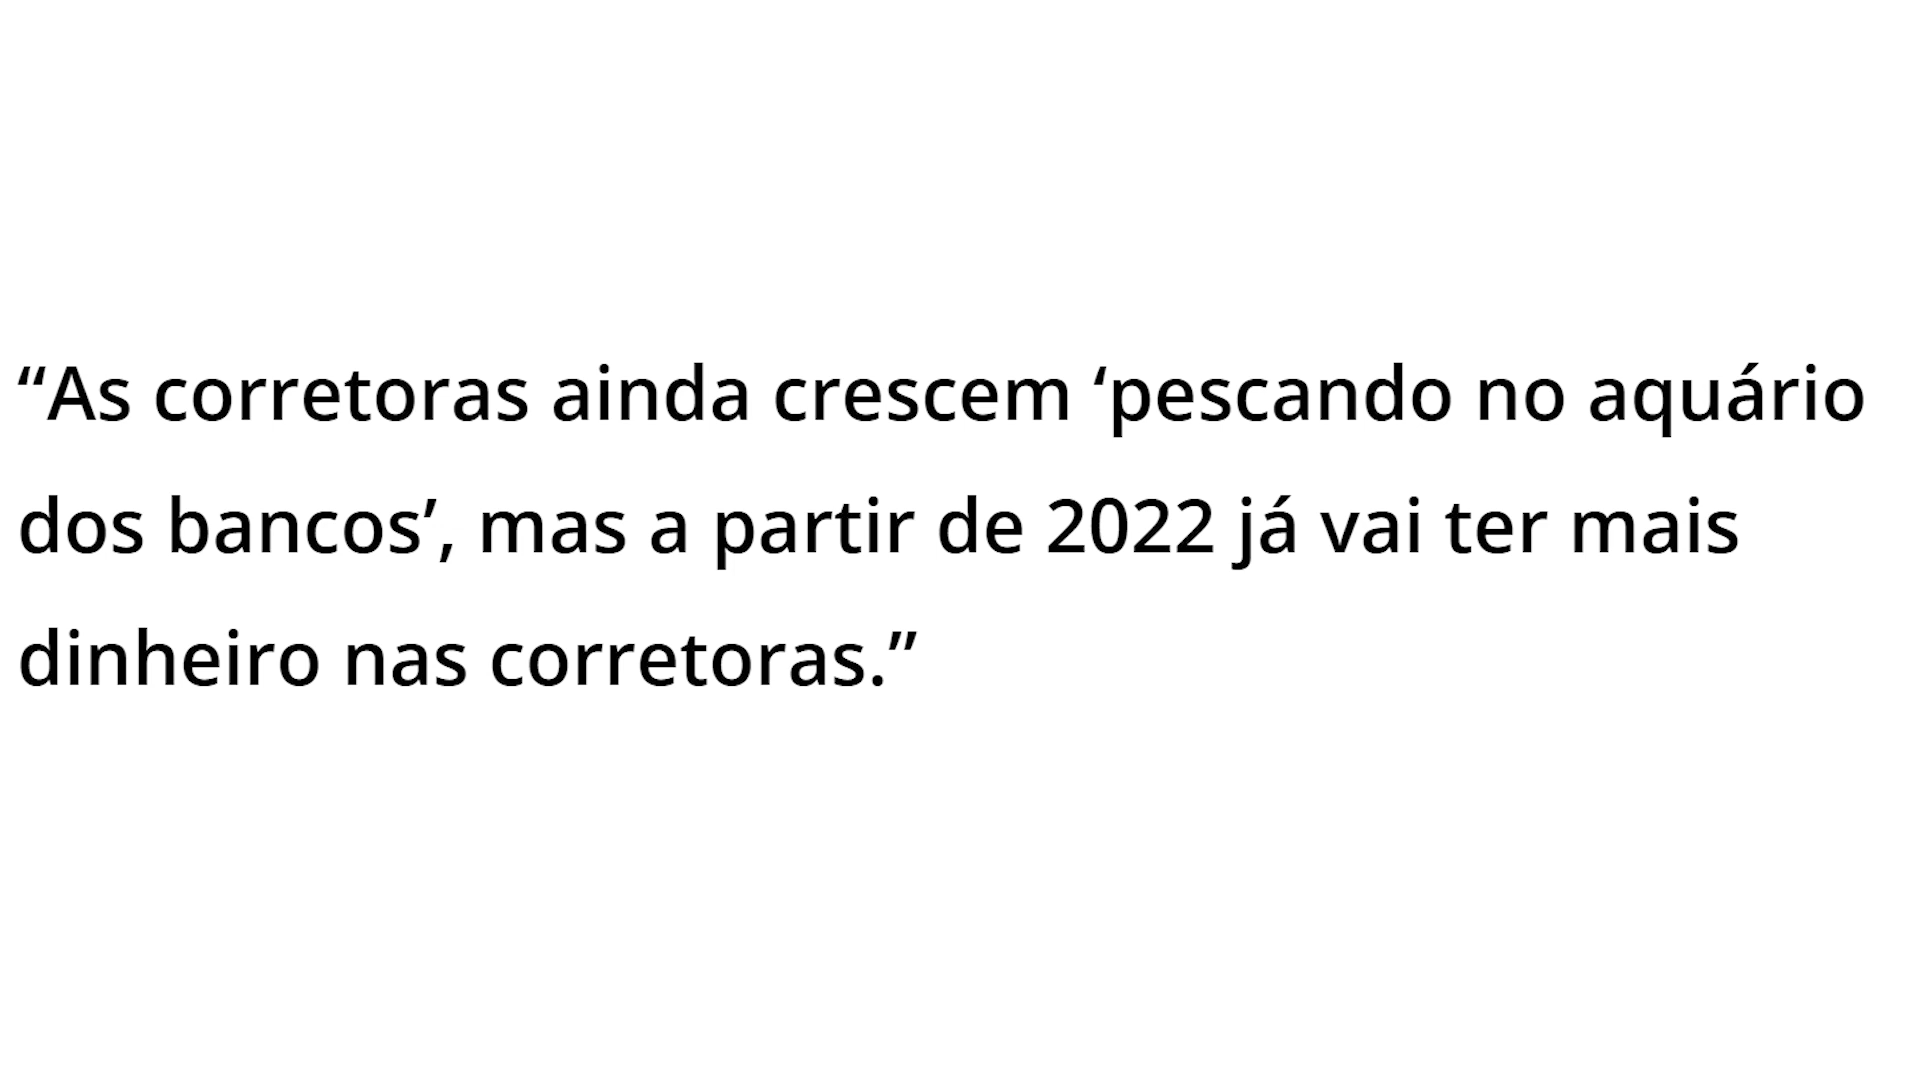 “As corretoras ainda crescem ‘pescando no aquário
dos bancos’, mas a partir de 2022 já vai ter mais
dinheiro nas corretoras.”